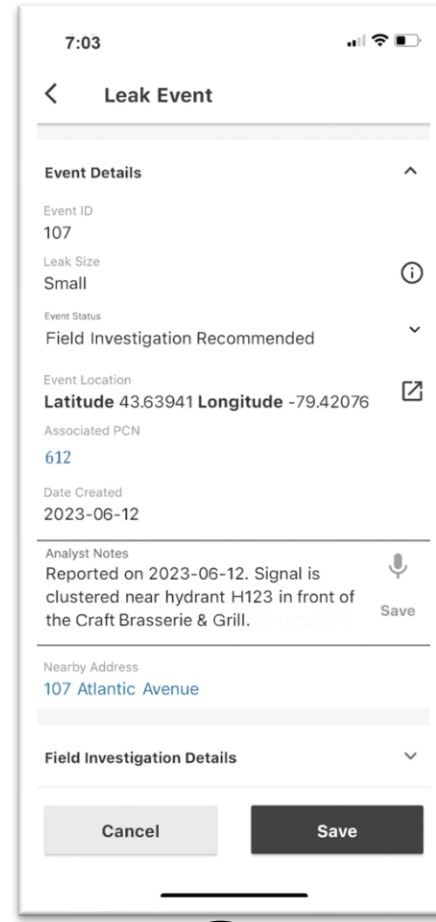 7:03
Leak Event
Event Details
Event ID
107
Leak Size
Small
Event Status
Field Investigation Recommended
Event Location
Latitude 43.63941 Longitude -79.42076
Associated PCN
612
Date Created
2023-06-12
Analyst Notes
Reported on 2023-06-12. Signal is
clustered near hydrant H123 in front of
the Craft Brasserie & Grill.
Save
Nearby Address
107 Atlantic Avenue
Field Investigation Details
Cancel
Save